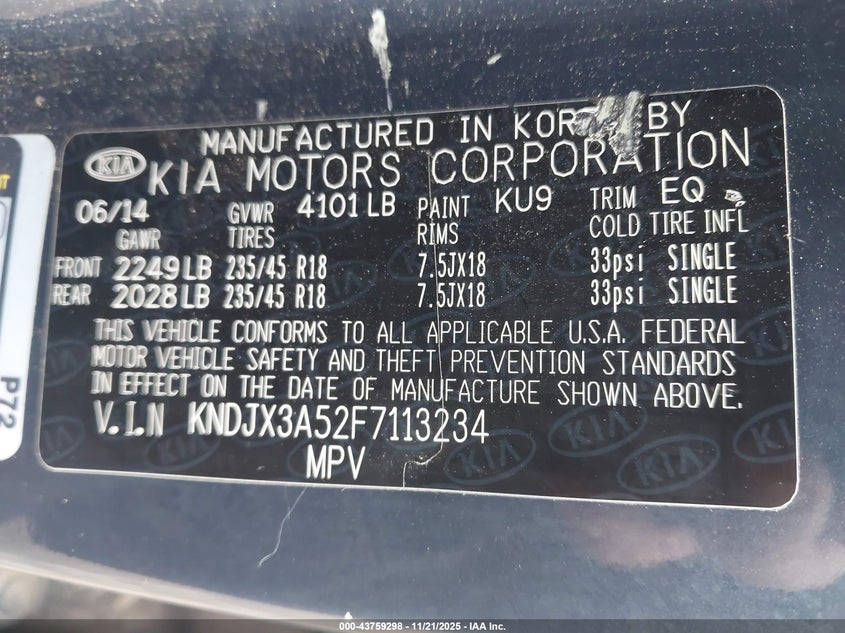 MANUFACTURED IN KOREA BY
KIA KIA MOTORS CORPORATION
06/14 GVWR 4101 LB PAINT KU9 TRIM EQ
GAWR TIRES RIMS COLD TIRE INFL
FRONT 2249 LB 235/45 R18 7.5JX18 33psi SINGLE
REAR 2028 LB 235/45 R18 7.5JX18 33psi SINGLE
THIS VEHICLE CONFORMS TO ALL APPLICABLE U.S.A. FEDERAL
MOTOR VEHICLE SAFETY AND THEFT PREVENTION STANDARDS
IN EFFECT ON THE DATE OF MANUFACTURE SHOWN ABOVE.
V.I.N KNDJX3A52F7113234
MPV
P72
000-43759298 - 11/21/2025 - IAA Inc.